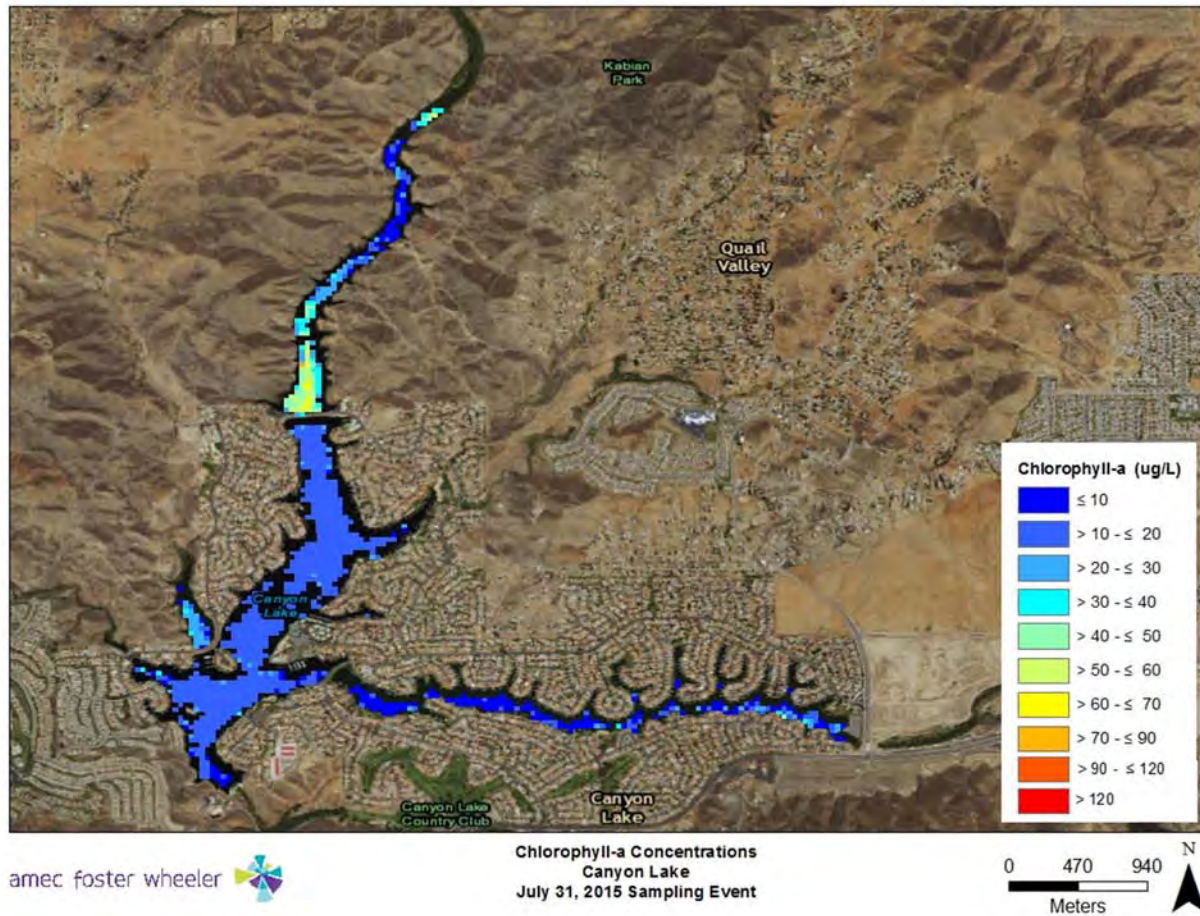 Kabian
Park
Quail
Valley
Canyon
Lake
Canyon Lake
Country Club
Canyon
Lake
Chlorophyll-a (ug/L)
≤ 10
> 10 - ≤ 20
> 20 - ≤ 30
> 30 - ≤ 40
> 40 - ≤ 50
> 50 - ≤ 60
> 60 - ≤ 70
> 70 - ≤ 90
> 90 - ≤ 120
> 120
amec foster wheeler
Chlorophyll-a Concentrations
Canyon Lake
July 31, 2015 Sampling Event
0 470 940
Meters
N